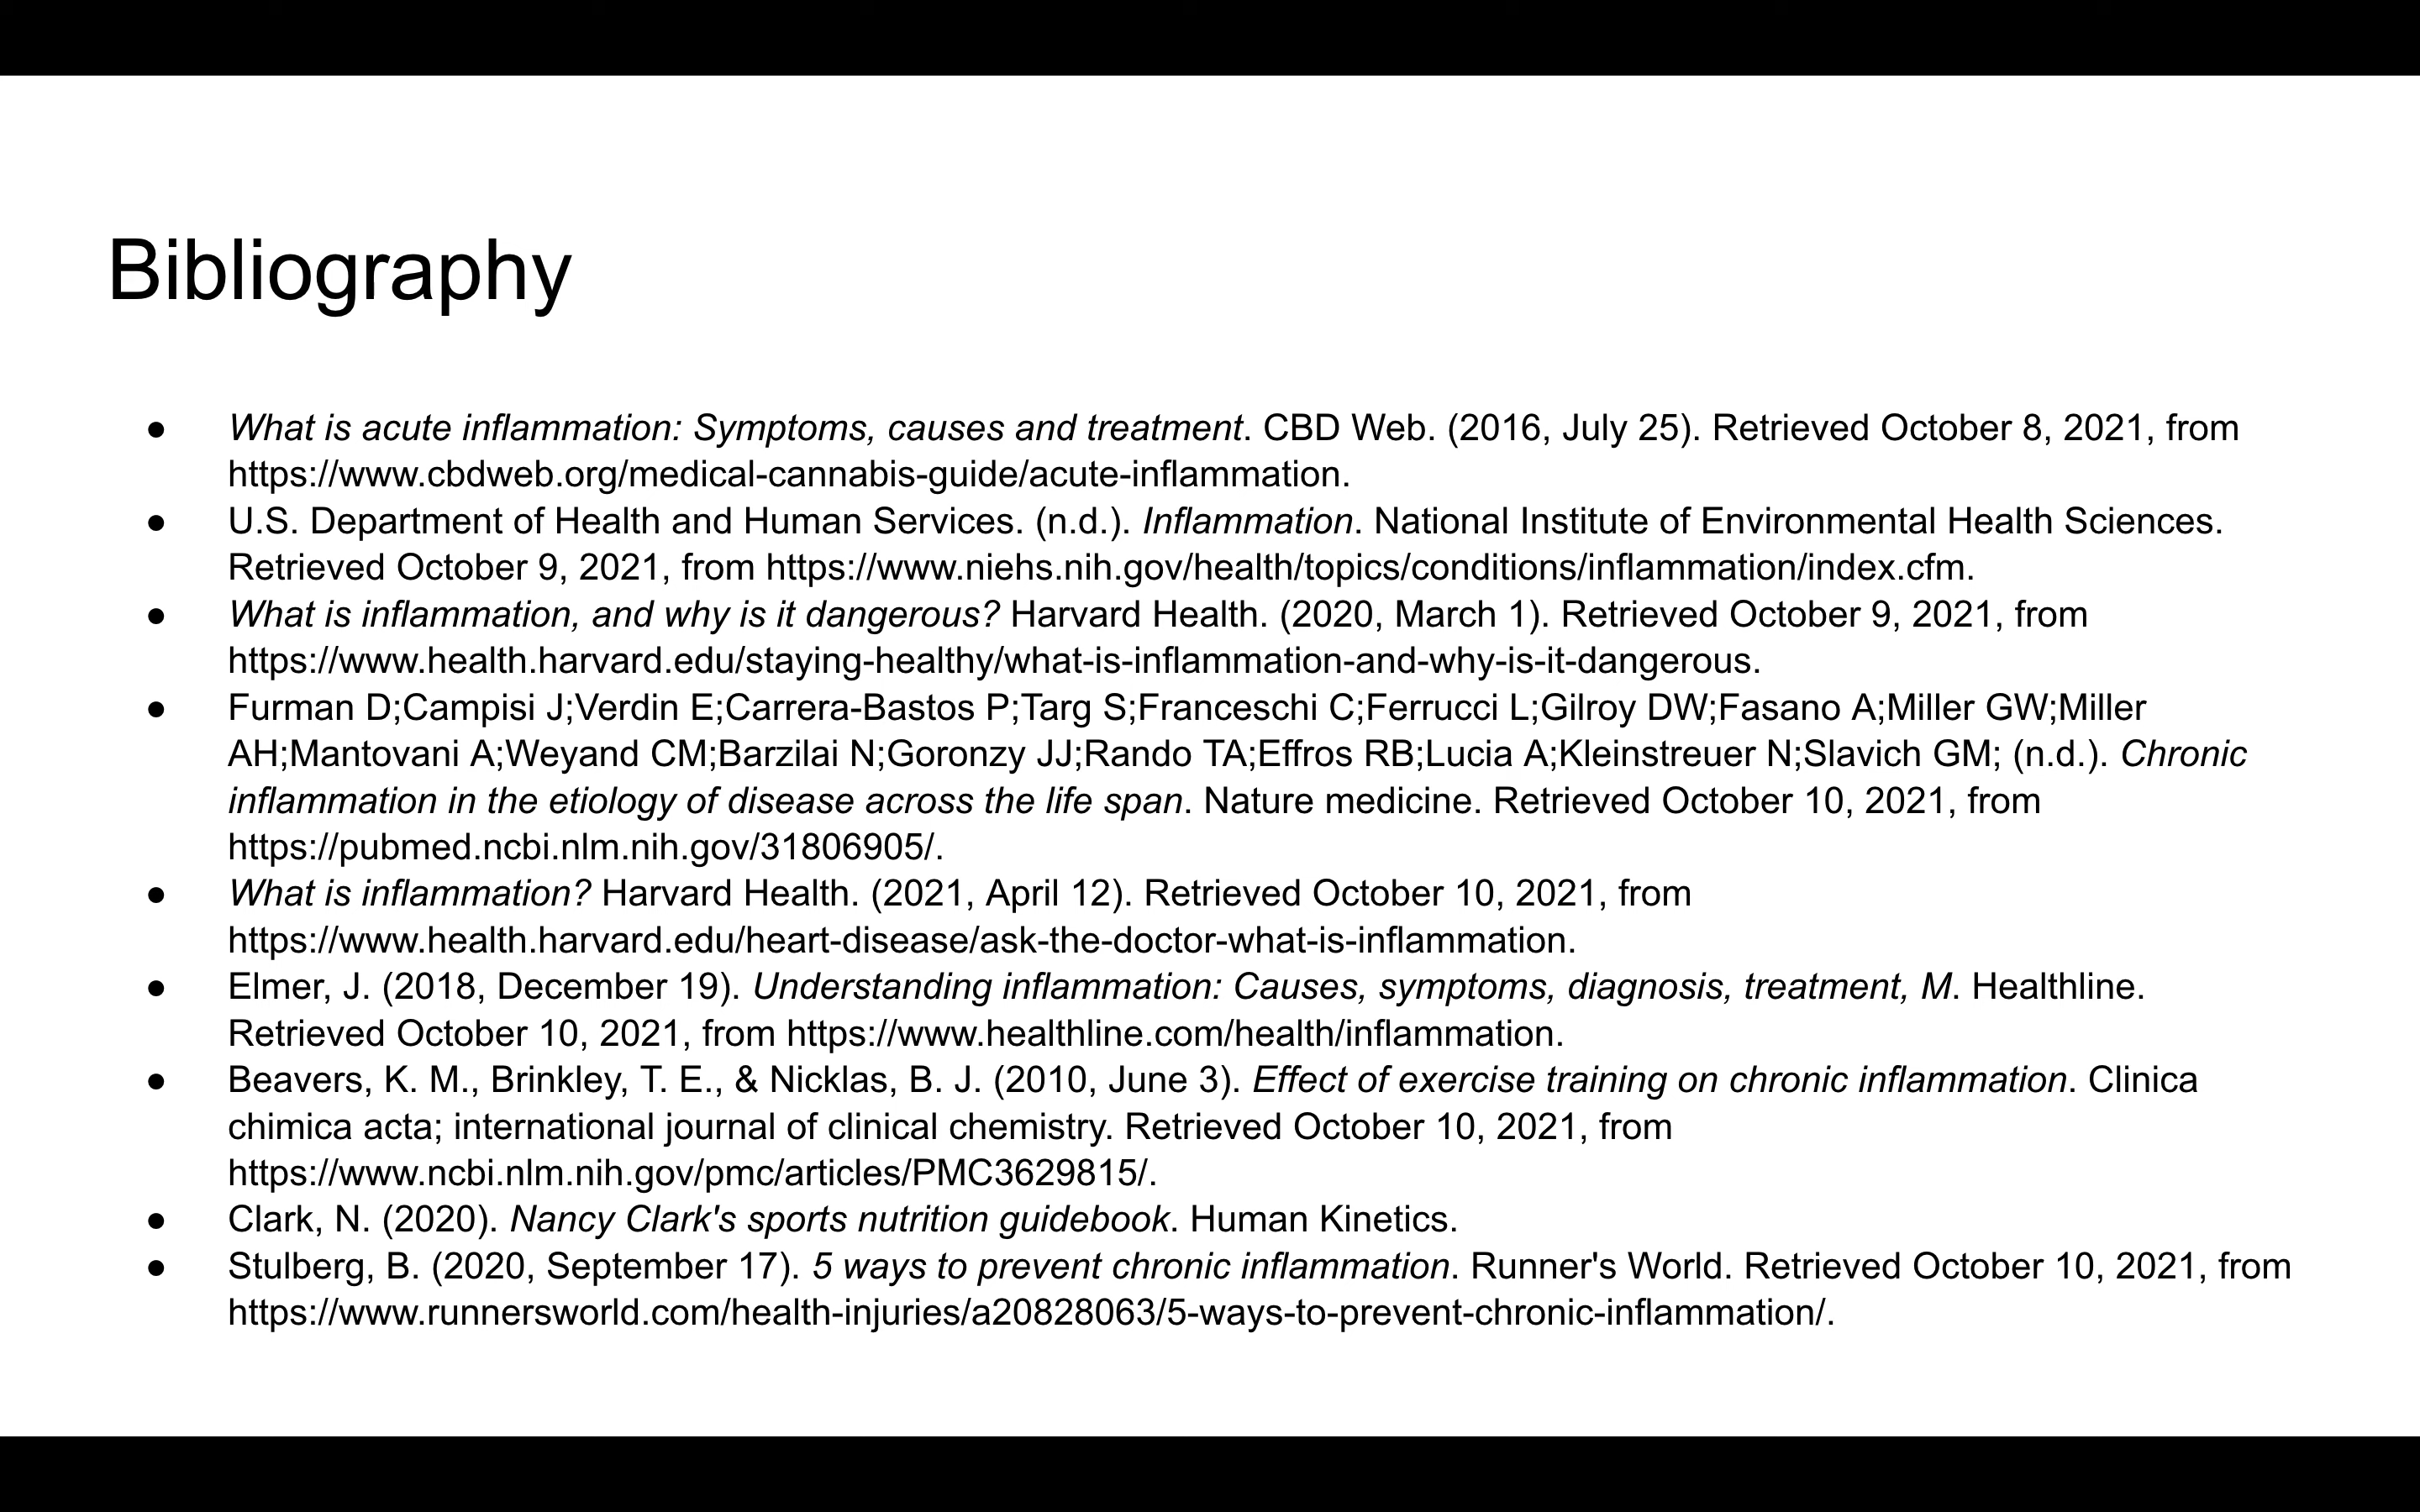 Bibliography
● What is acute inflammation: Symptoms, causes and treatment. CBD Web. (2016, July 25). Retrieved October 8, 2021, from
https://www.cbdweb.org/medical-cannabis-guide/acute-inflammation.
● U.S. Department of Health and Human Services. (n.d.). Inflammation. National Institute of Environmental Health Sciences.
Retrieved October 9, 2021, from https://www.niehs.nih.gov/health/topics/conditions/inflammation/index.cfm.
● What is inflammation, and why is it dangerous? Harvard Health. (2020, March 1). Retrieved October 9, 2021, from
https://www.health.harvard.edu/staying-healthy/what-is-inflammation-and-why-is-it-dangerous.
● Furman D;Campisi J;Verdin E;Carrera-Bastos P;Targ S;Franceschi C;Ferrucci L;Gilroy DW;Fasano A;Miller GW;Miller
AH;Mantovani A;Weyand CM;Barzilai N;Goronzy JJ;Rando TA;Effros RB;Lucia A;Kleinstreuer N;Slavich GM; (n.d.). Chronic
inflammation in the etiology of disease across the life span. Nature medicine. Retrieved October 10, 2021, from
https://pubmed.ncbi.nlm.nih.gov/31806905/.
● What is inflammation? Harvard Health. (2021, April 12). Retrieved October 10, 2021, from
https://www.health.harvard.edu/heart-disease/ask-the-doctor-what-is-inflammation.
● Elmer, J. (2018, December 19). Understanding inflammation: Causes, symptoms, diagnosis, treatment, M. Healthline.
Retrieved October 10, 2021, from https://www.healthline.com/health/inflammation.
● Beavers, K. M., Brinkley, T. E., & Nicklas, B. J. (2010, June 3). Effect of exercise training on chronic inflammation. Clinica
chimica acta; international journal of clinical chemistry. Retrieved October 10, 2021, from
https://www.ncbi.nlm.nih.gov/pmc/articles/PMC3629815/.
● Clark, N. (2020). Nancy Clark's sports nutrition guidebook. Human Kinetics.
● Stulberg, B. (2020, September 17). 5 ways to prevent chronic inflammation. Runner's World. Retrieved October 10, 2021, from
https://www.runnersworld.com/health-injuries/a20828063/5-ways-to-prevent-chronic-inflammation/.